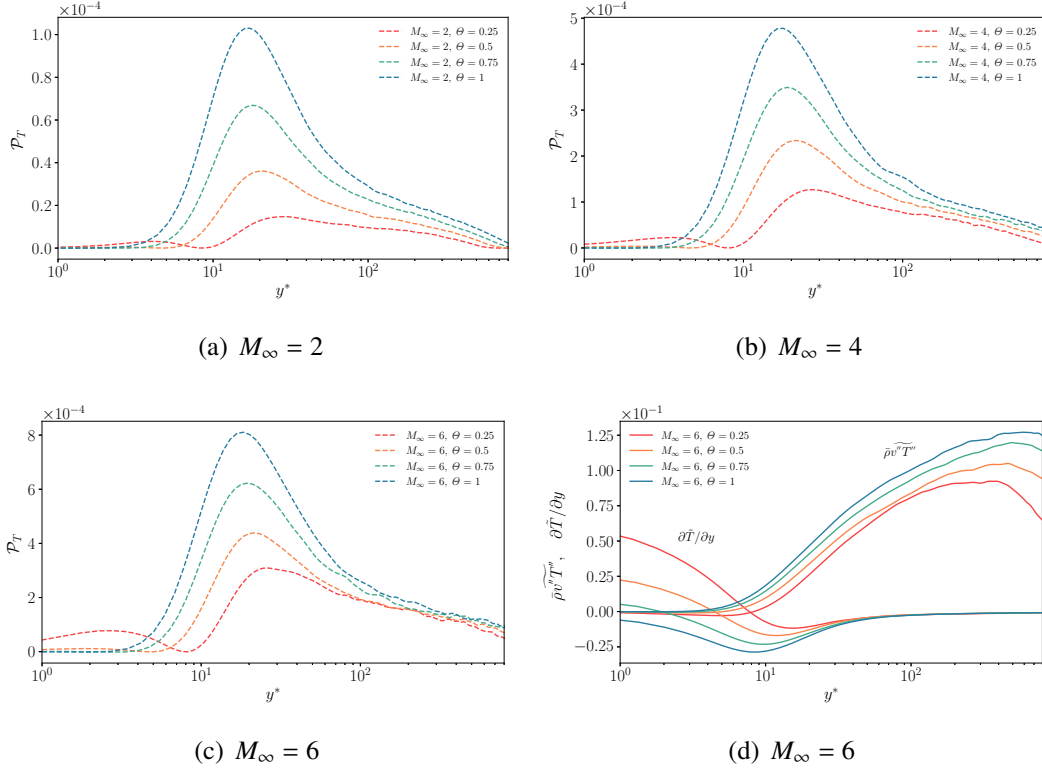 ×10⁻⁴
1.0
0.8
0.6
0.4
0.2
0.0
𝒫_T
10⁰
10¹
10²
y*
M∞ = 2, Θ = 0.25
M∞ = 2, Θ = 0.5
M∞ = 2, Θ = 0.75
M∞ = 2, Θ = 1
(a) M∞ = 2
×10⁻⁴
5
4
3
2
1
0
𝒫_T
10⁰
10¹
10²
y*
M∞ = 4, Θ = 0.25
M∞ = 4, Θ = 0.5
M∞ = 4, Θ = 0.75
M∞ = 4, Θ = 1
(b) M∞ = 4
×10⁻⁴
8
6
4
2
0
𝒫_T
10⁰
10¹
10²
y*
M∞ = 6, Θ = 0.25
M∞ = 6, Θ = 0.5
M∞ = 6, Θ = 0.75
M∞ = 6, Θ = 1
(c) M∞ = 6
×10⁻¹
1.25
1.00
0.75
0.50
0.25
0.00
−0.25
ρ̄v″T″~, ∂T̃/∂y
10⁰
10¹
10²
y*
M∞ = 6, Θ = 0.25
M∞ = 6, Θ = 0.5
M∞ = 6, Θ = 0.75
M∞ = 6, Θ = 1
ρ̄v″T″~
∂T̃/∂y
(d) M∞ = 6